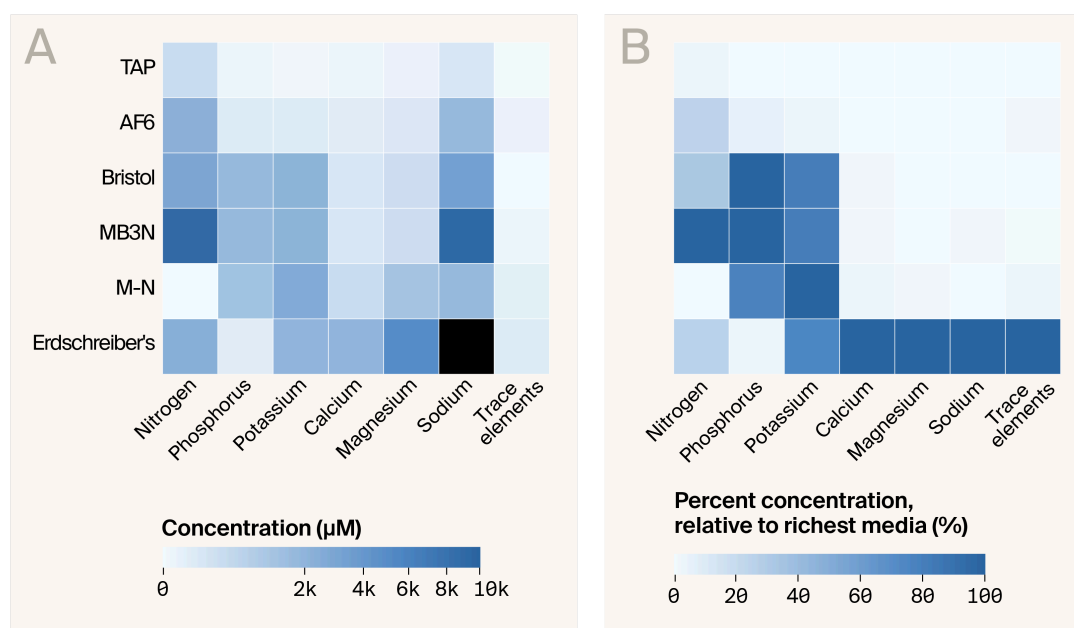 A
B
TAP
AF6
Bristol
MB3N
M-N
Erdschreiber's
Nitrogen
Phosphorus
Potassium
Calcium
Magnesium
Sodium
Trace
elements
Nitrogen
Phosphorus
Potassium
Calcium
Magnesium
Sodium
Trace
elements
Concentration (μM)
0 2k 4k 6k 8k 10k
Percent concentration,
relative to richest media (%)
0 20 40 60 80 100